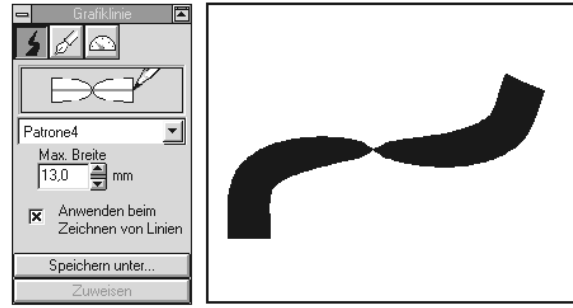 Grafiklinie
Patrone4
Max. Breite
13,0 mm
Anwenden beim
Zeichnen von Linien
Speichern unter...
Zuweisen